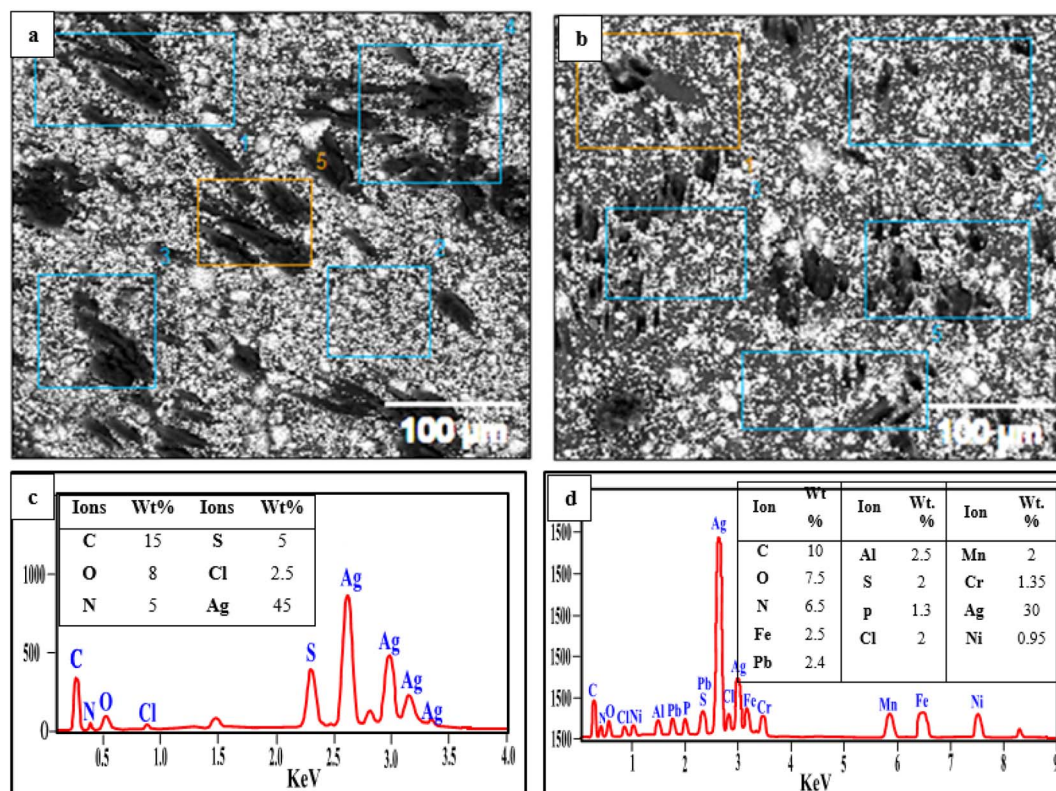 a
4
1
5
3
2
100 µm
b
2
1
3
4
5
100 µm
c
Ions Wt% Ions Wt%
C 15 S 5
O 8 Cl 2.5
N 5 Ag 45
1000
500
0
C
N
O
Cl
S
Ag
Ag
Ag
Ag
0.5 1.0 1.5 2.0 2.5 3.0 3.5 4.0
KeV
d
Ion Wt % Ion Wt. % Ion Wt. %
C 10 Al 2.5 Mn 2
O 7.5 S 2 Cr 1.35
N 6.5 p 1.3 Ag 30
Fe 2.5 Cl 2 Ni 0.95
Pb 2.4
1500
1500
1500
1500
1500
1500
C
N
O
Cl
Ni
Al
Pb
P
Pb
S
Ag
Cl
Ag
Fe
Cr
Mn
Fe
Ni
1 2 3 4 5 6 7 8 9
KeV